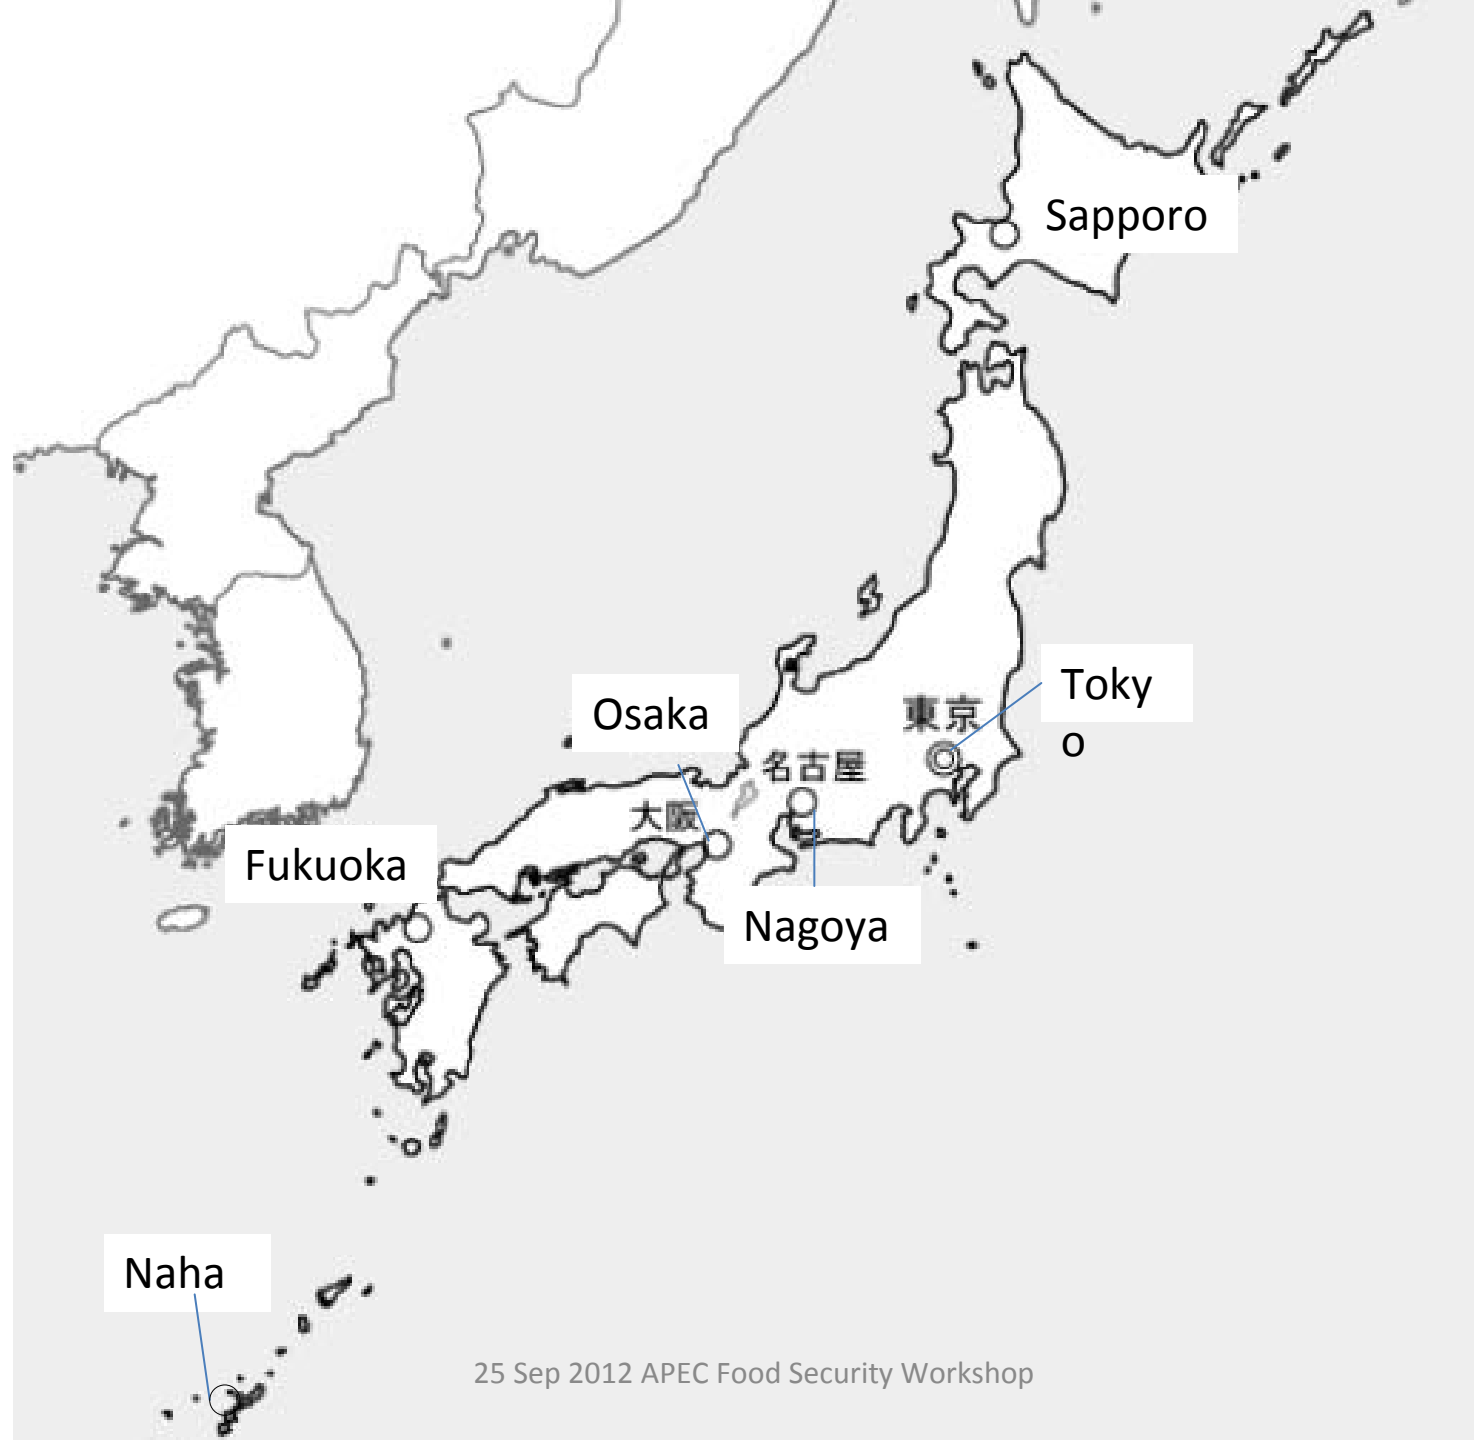 Sapporo
Toky
o
Osaka
東京
名古屋
大阪
Fukuoka
Nagoya
Naha
25 Sep 2012 APEC Food Security Workshop